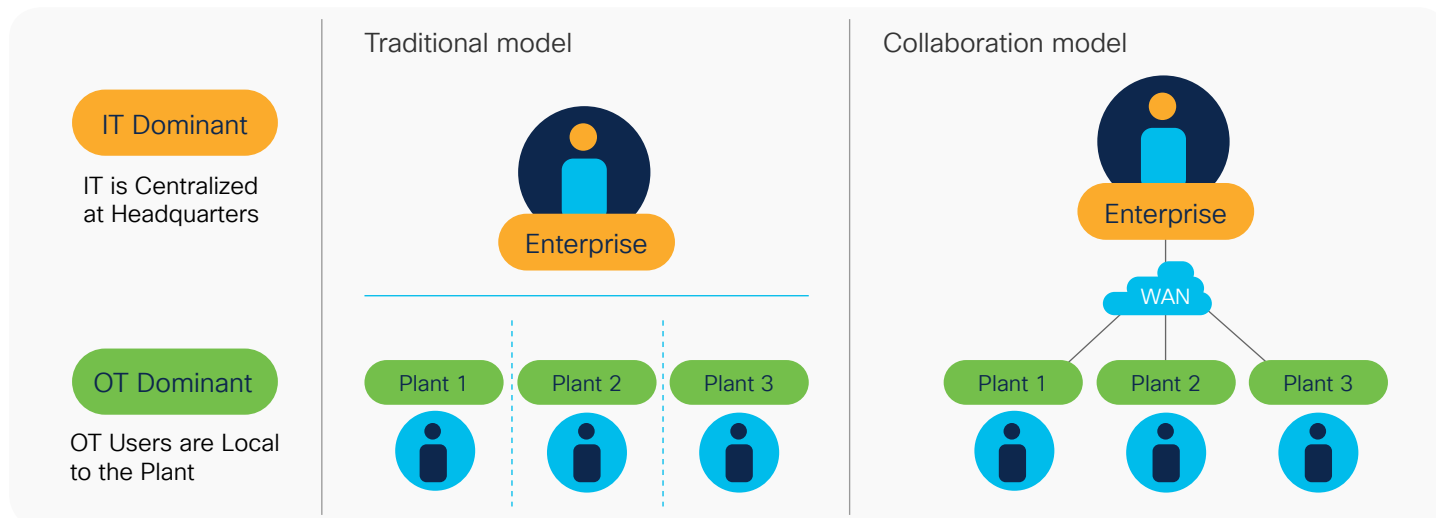 IT Dominant
IT is Centralized
at Headquarters
OT Dominant
OT Users are Local
to the Plant
Traditional model
Enterprise
Plant 1
Plant 2
Plant 3
Collaboration model
Enterprise
WAN
Plant 1
Plant 2
Plant 3